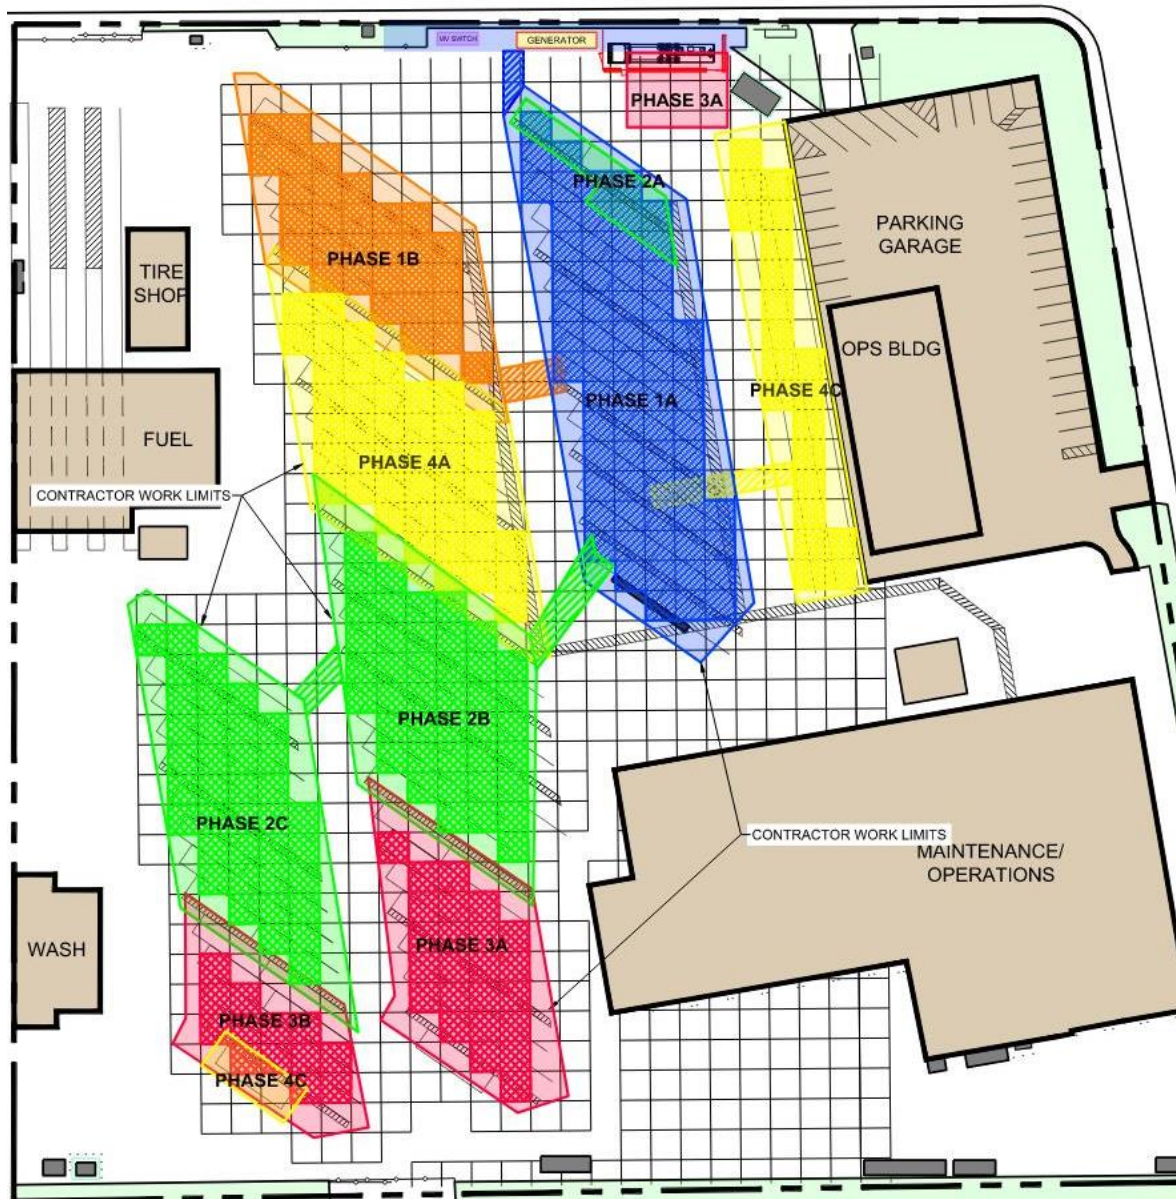 MV SWTCH
GENERATOR
PHASE 3A
PHASE 2A
PARKING
GARAGE
PHASE 1B
TIRE
SHOP
OPS BLDG
PHASE 4C
PHASE 1A
FUEL
PHASE 4A
CONTRACTOR WORK LIMITS
PHASE 2B
PHASE 2C
CONTRACTOR WORK LIMITS
MAINTENANCE/
OPERATIONS
WASH
PHASE 3A
PHASE 3B
PHASE 4C